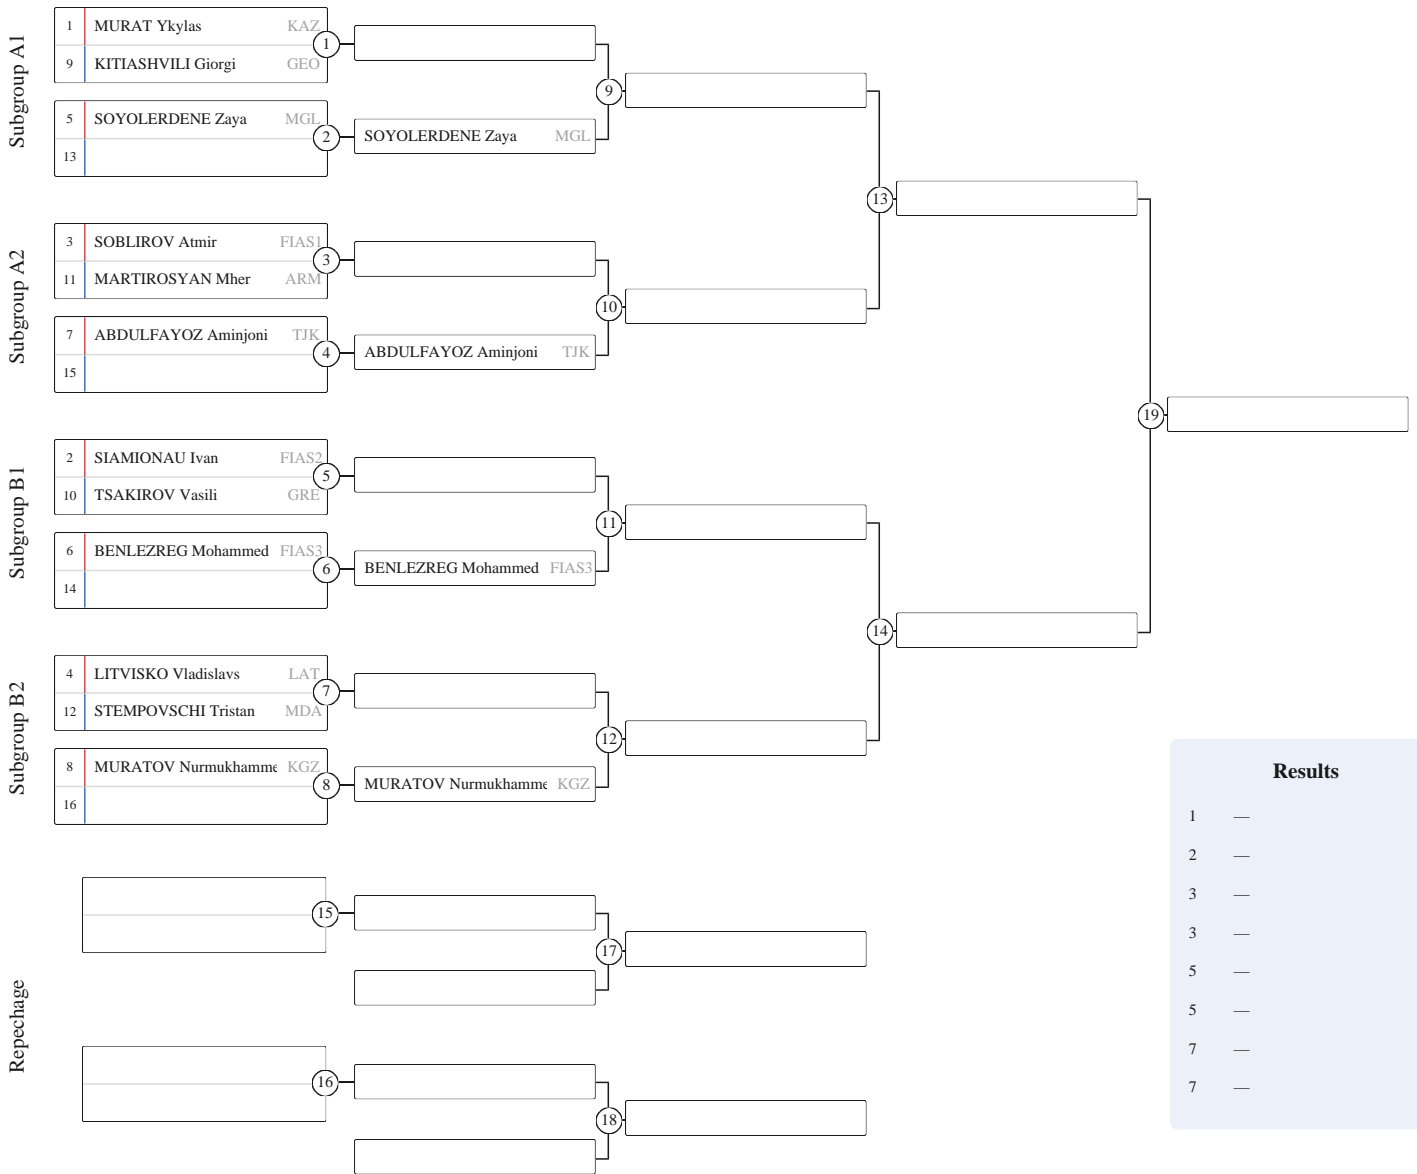 Subgroup A1
1 MURAT Ykylas KAZ
9 KITIASHVILI Giorgi GEO
1
5 SOYOLERDENE Zaya MGL
13
2
SOYOLERDENE Zaya MGL
9
Subgroup A2
3 SOBLIROV Atmir FIAS1
11 MARTIROSYAN Mher ARM
3
7 ABDULFAYOZ Aminjoni TJK
15
4
ABDULFAYOZ Aminjoni TJK
10
13
Subgroup B1
2 SIAMIONAU Ivan FIAS2
10 TSAKIROV Vasili GRE
5
6 BENLEZREG Mohammed FIAS3
14
6
BENLEZREG Mohammed FIAS3
11
Subgroup B2
4 LITVISKO Vladislavs LAT
12 STEMPOVSCHI Tristan MDA
7
8 MURATOV Nurmukhamme KGZ
16
8
MURATOV Nurmukhamme KGZ
12
14
19
Repechage
15
17
16
18
Results
1 —
2 —
3 —
3 —
5 —
5 —
7 —
7 —